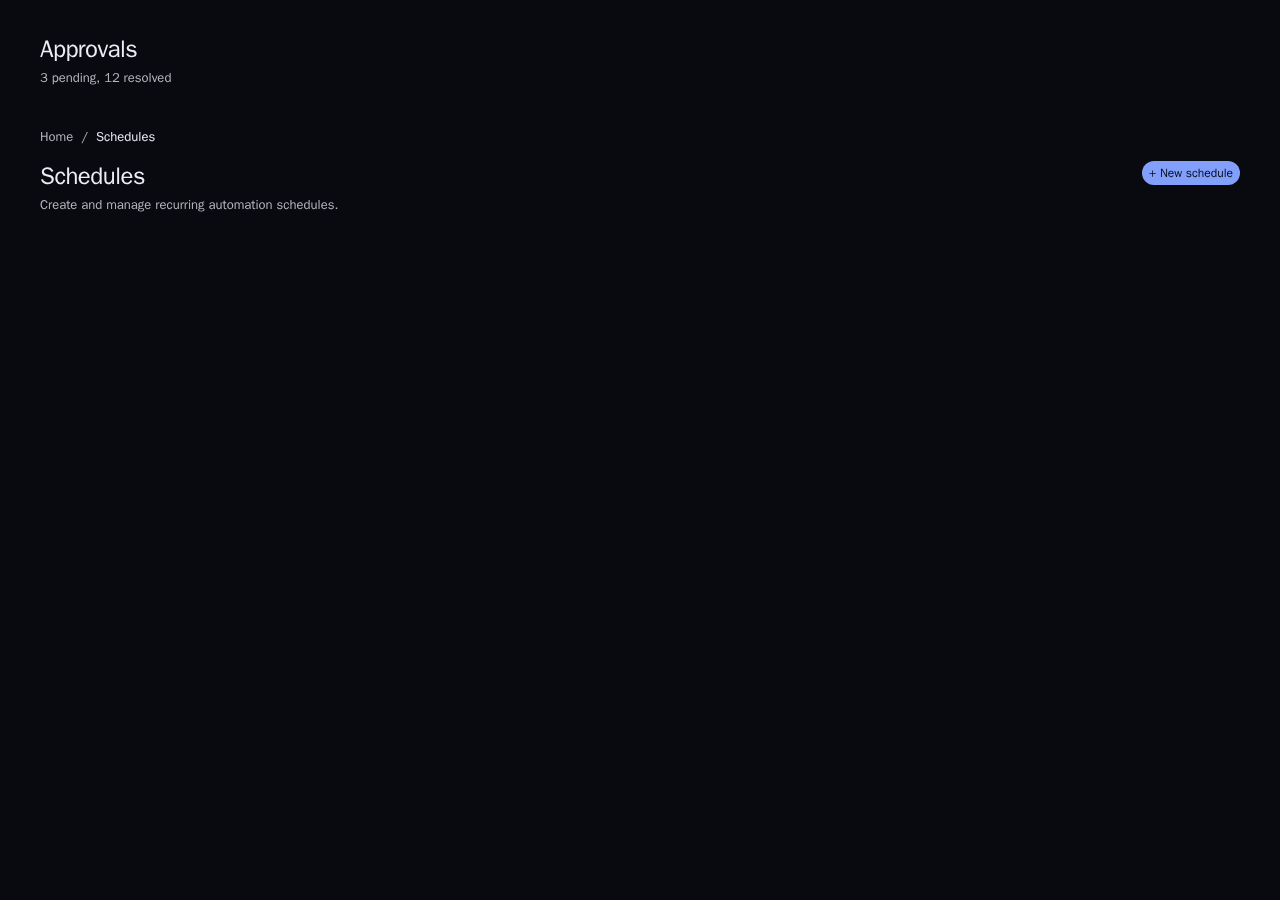 Approvals
3 pending, 12 resolved
Home / Schedules
Schedules
+ New schedule
Create and manage recurring automation schedules.